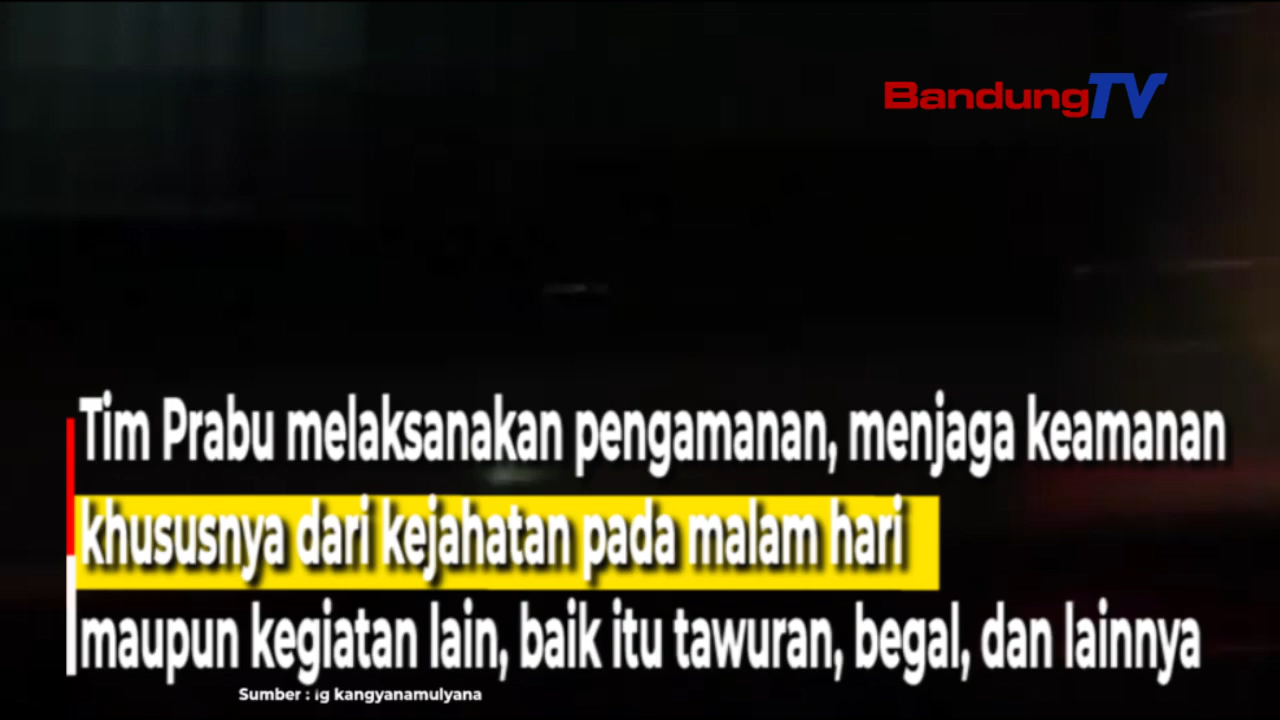 BandungTV
Tim Prabu melaksanakan pengamanan, menjaga keamanan
khususnya dari kejahatan pada malam hari
maupun kegiatan lain, baik itu tawuran, begal, dan lainnya
Sumber : ig kangyanamulyana